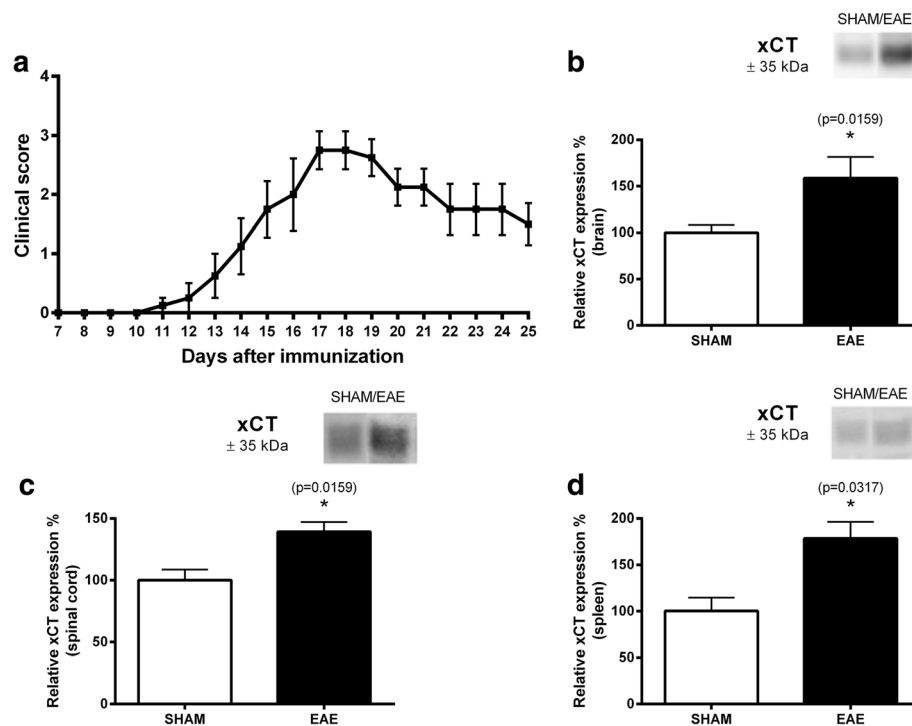 a
Clinical score
4
3
2
1
0
7 8 9 10 11 12 13 14 15 16 17 18 19 20 21 22 23 24 25
Days after immunization
SHAM/EAE
xCT
± 35 kDa
b
(p=0.0159)
*
Relative xCT expression %
(brain)
200
150
100
50
0
SHAM EAE
SHAM/EAE
xCT
± 35 kDa
c
(p=0.0159)
*
Relative xCT expression %
(spinal cord)
150
100
50
0
SHAM EAE
SHAM/EAE
xCT
± 35 kDa
d
(p=0.0317)
*
Relative xCT expression %
(spleen)
200
150
100
50
0
SHAM EAE